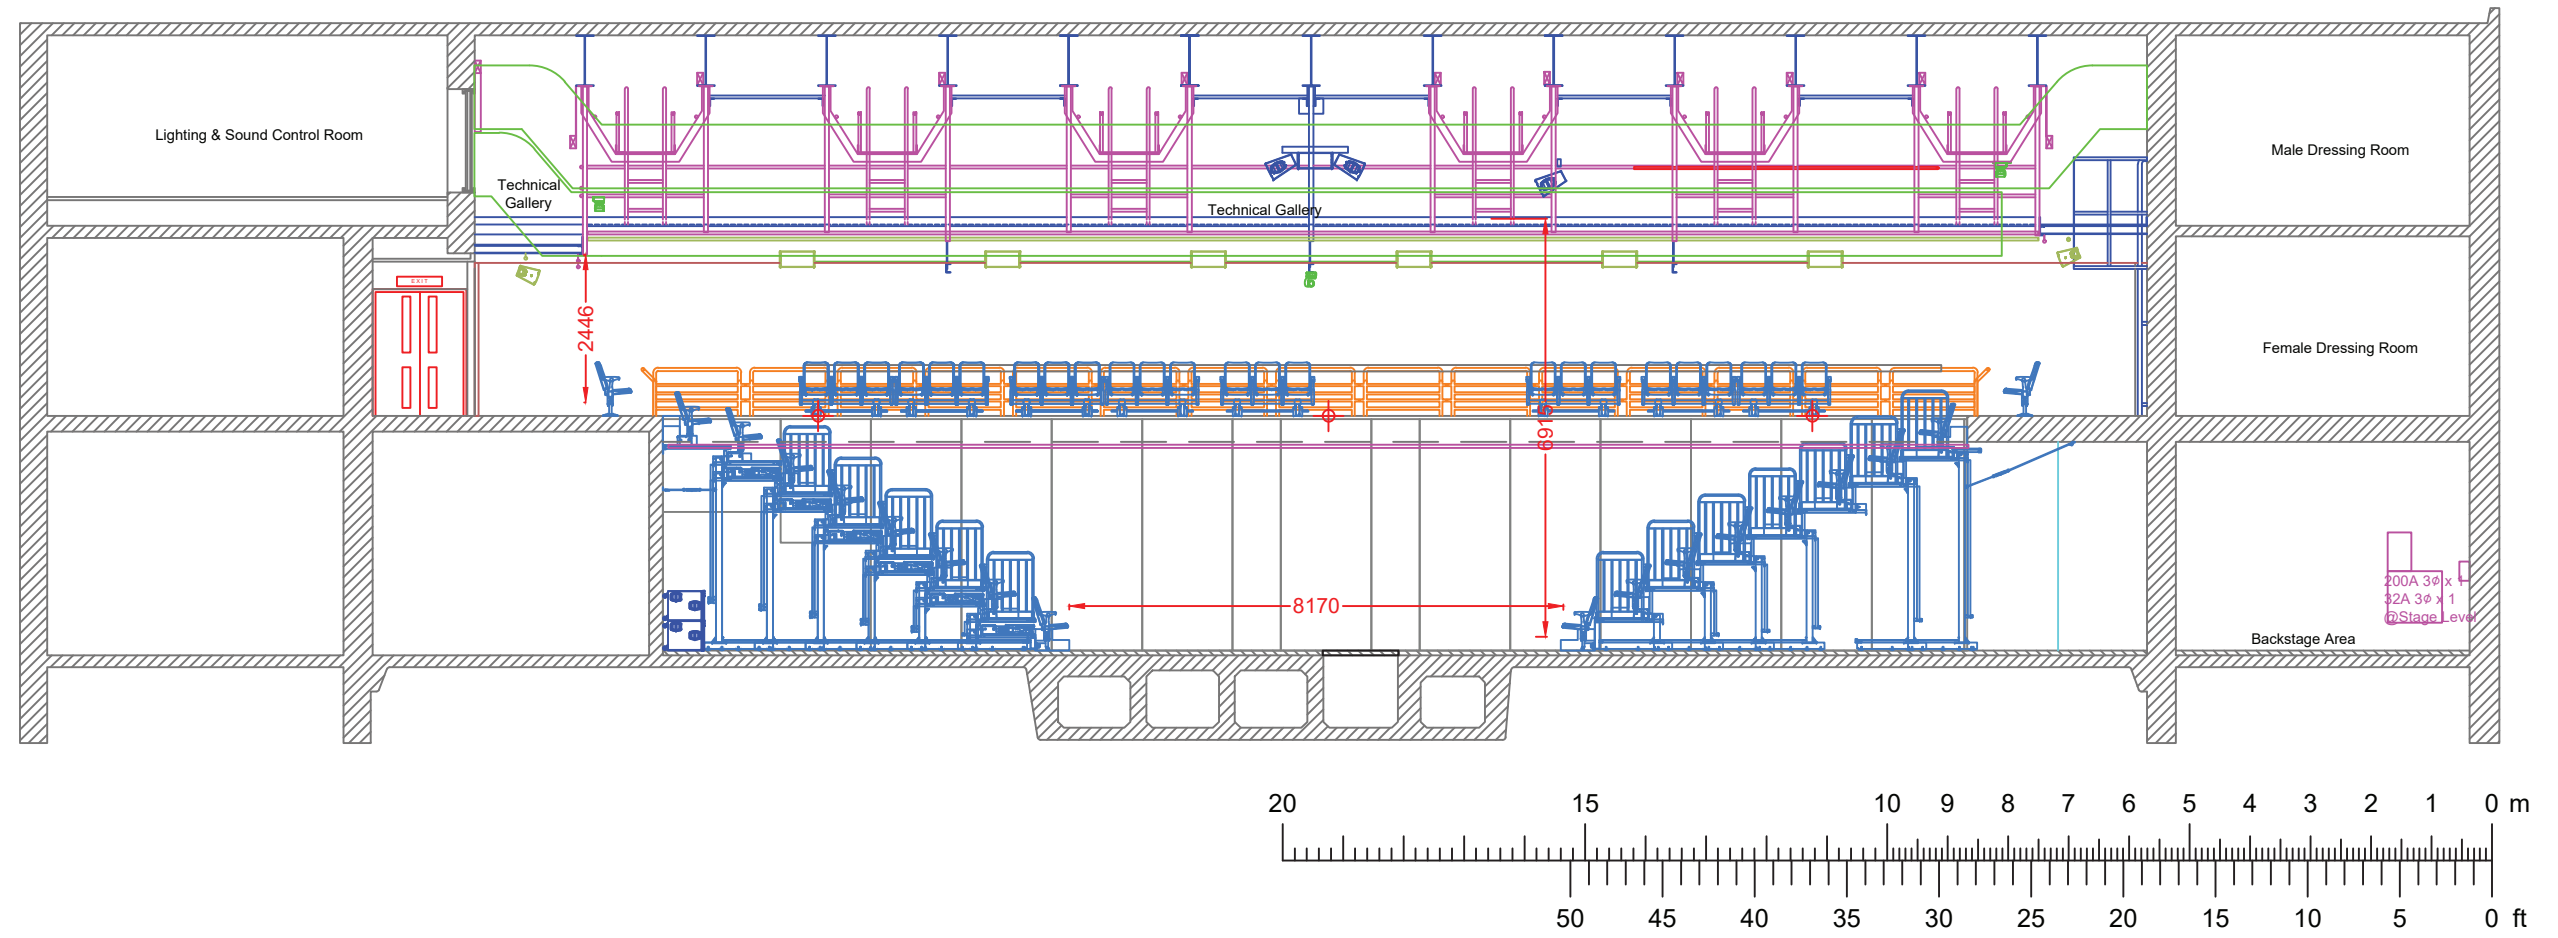 Lighting & Sound Control Room
Technical
Gallery
Technical Gallery
Male Dressing Room
EXIT
2446
6915
Female Dressing Room
8170
200A 3ϕ x 1
32A 3ϕ x 1
@Stage Level
Backstage Area
20 15 10 9 8 7 6 5 4 3 2 1 0 m
50 45 40 35 30 25 20 15 10 5 0 ft